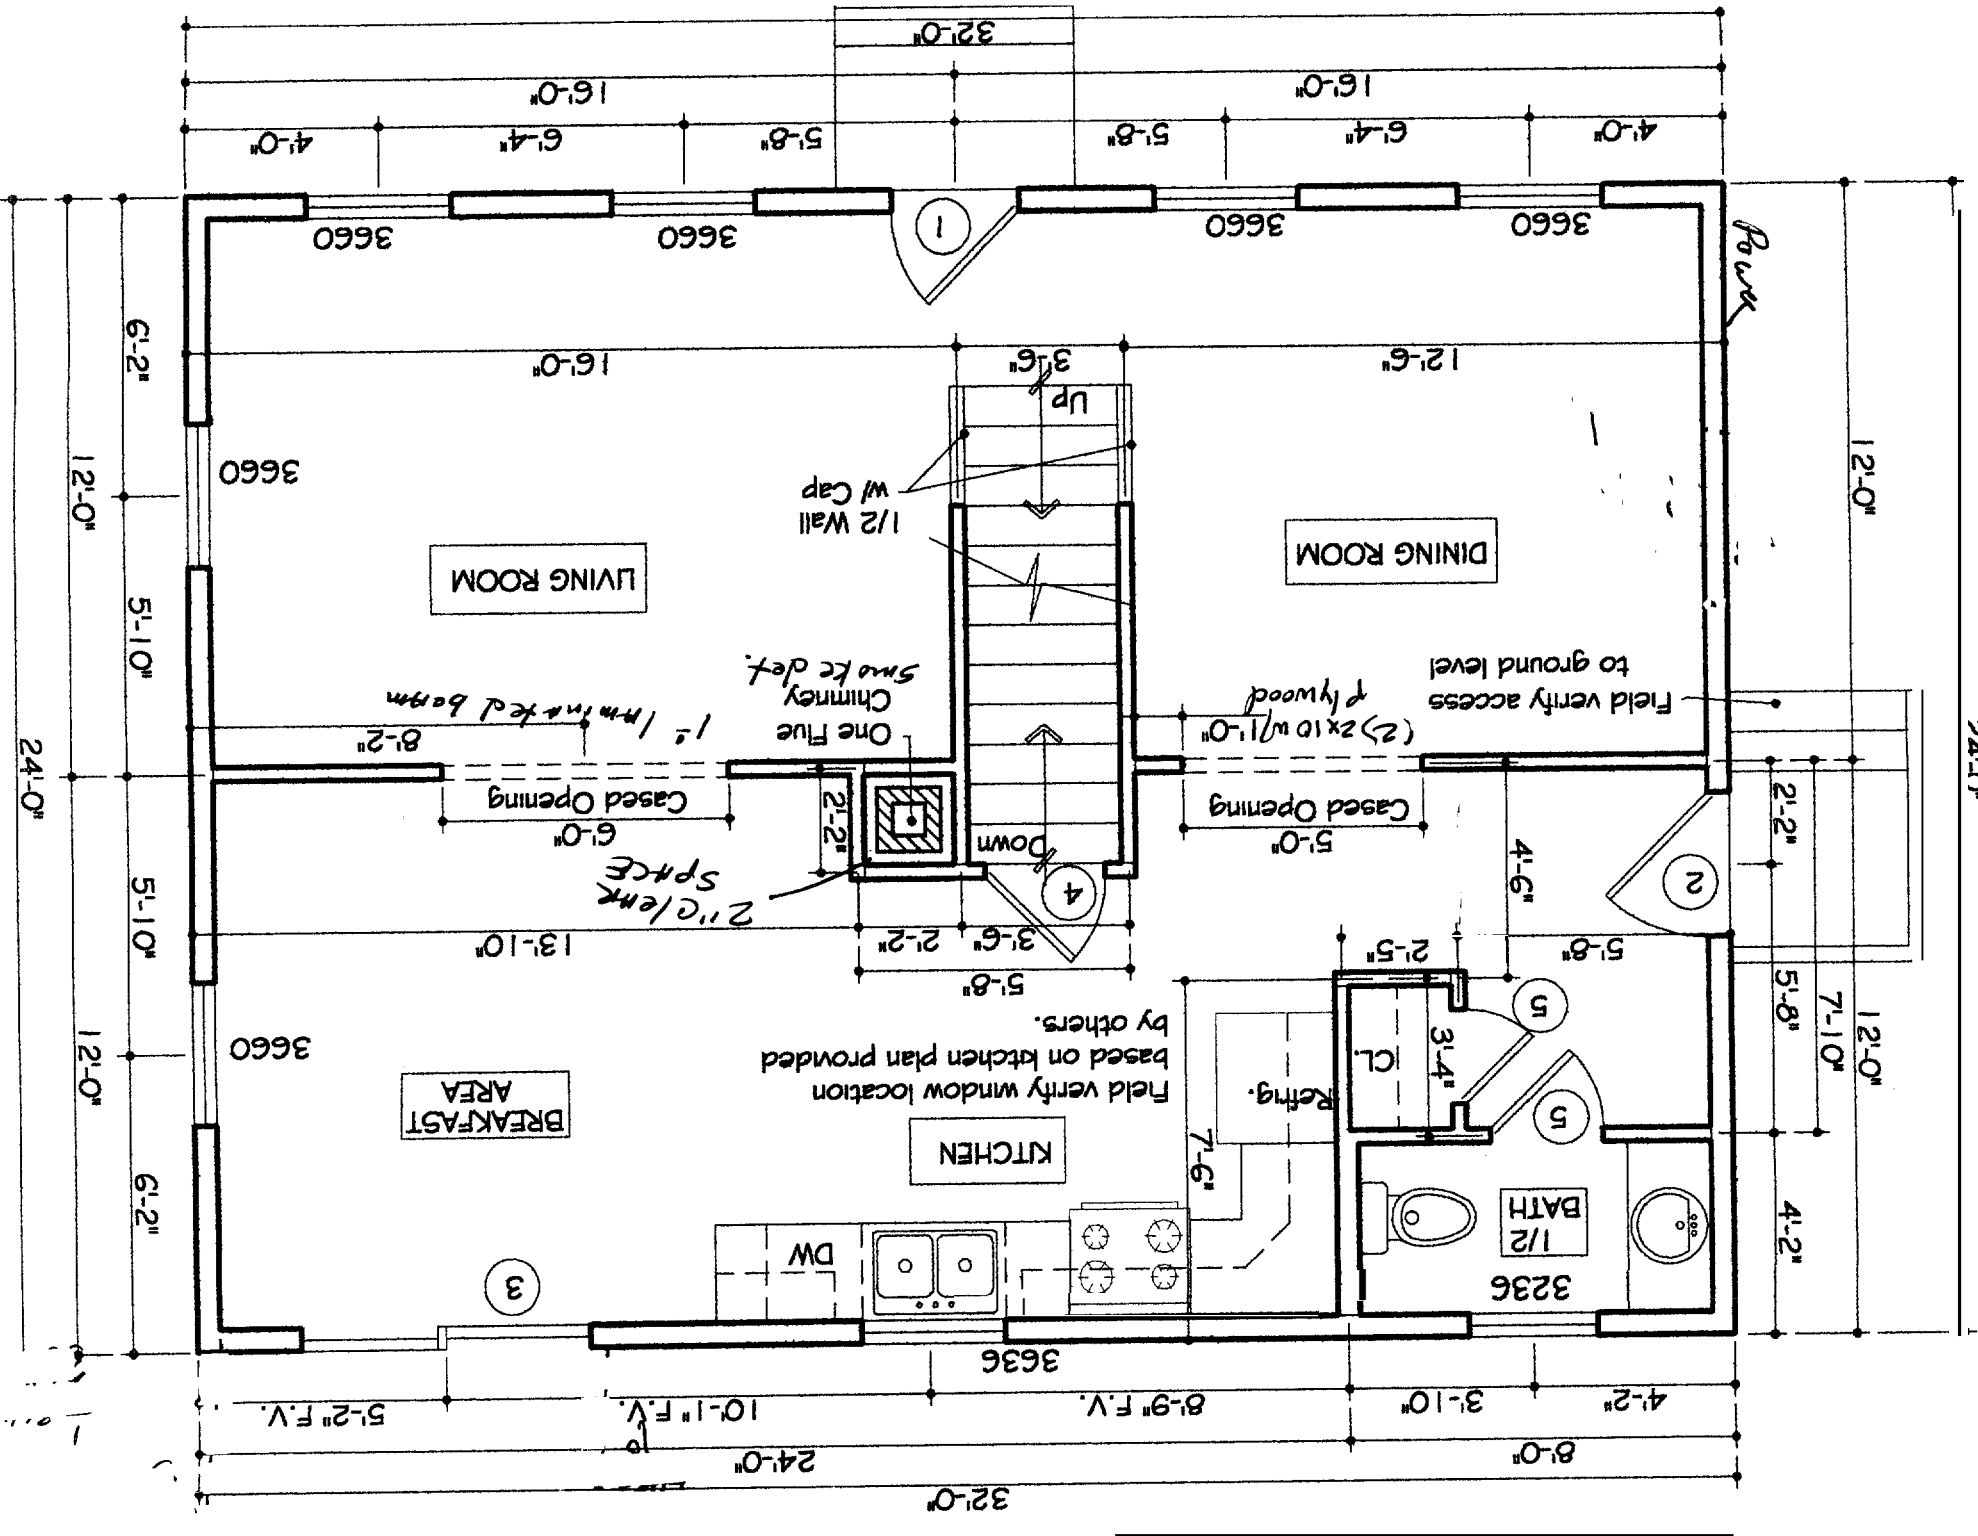 32'-0"
8'-0"
24'-0"
4'-2"
3'-10"
8'-9" F.V.
10'-1" F.V.
5'-2" F.V.
3636
3236
1/2
BATH
DW
3
4'-2"
7'-6"
6'-2"
KITCHEN
BREAKFAST
AREA
5
Refrig.
Field verify window location
based on kitchen plan provided
by others.
3660
CL.
3'-4"
5
12'-0"
7'-10"
5'-8"
12'-0"
5'-8"
5'-8"
2'-5"
3'-6"
2'-2"
13'-10"
2
4'-6"
4
2" Clear
SPACE
5'-10"
2'-2"
5'-0"
Cased Opening
Down
2'-2"
6'-0"
Cased Opening
24'-0"
(2) 2x10 w/
plywood
1'-0"
One Flue
Chimney
Smoke det.
8'-2"
Field verify access
to ground level
5'-10"
DINING ROOM
LIVING ROOM
1/2 Wall
w/ Cap
12'-0"
12'-0"
3660
Up
12'-6"
3'-6"
16'-0"
6'-2"
Power
1
3660
3660
3660
3660
4'-0"
6'-4"
5'-8"
5'-8"
6'-4"
4'-0"
16'-0"
16'-0"
32'-0"